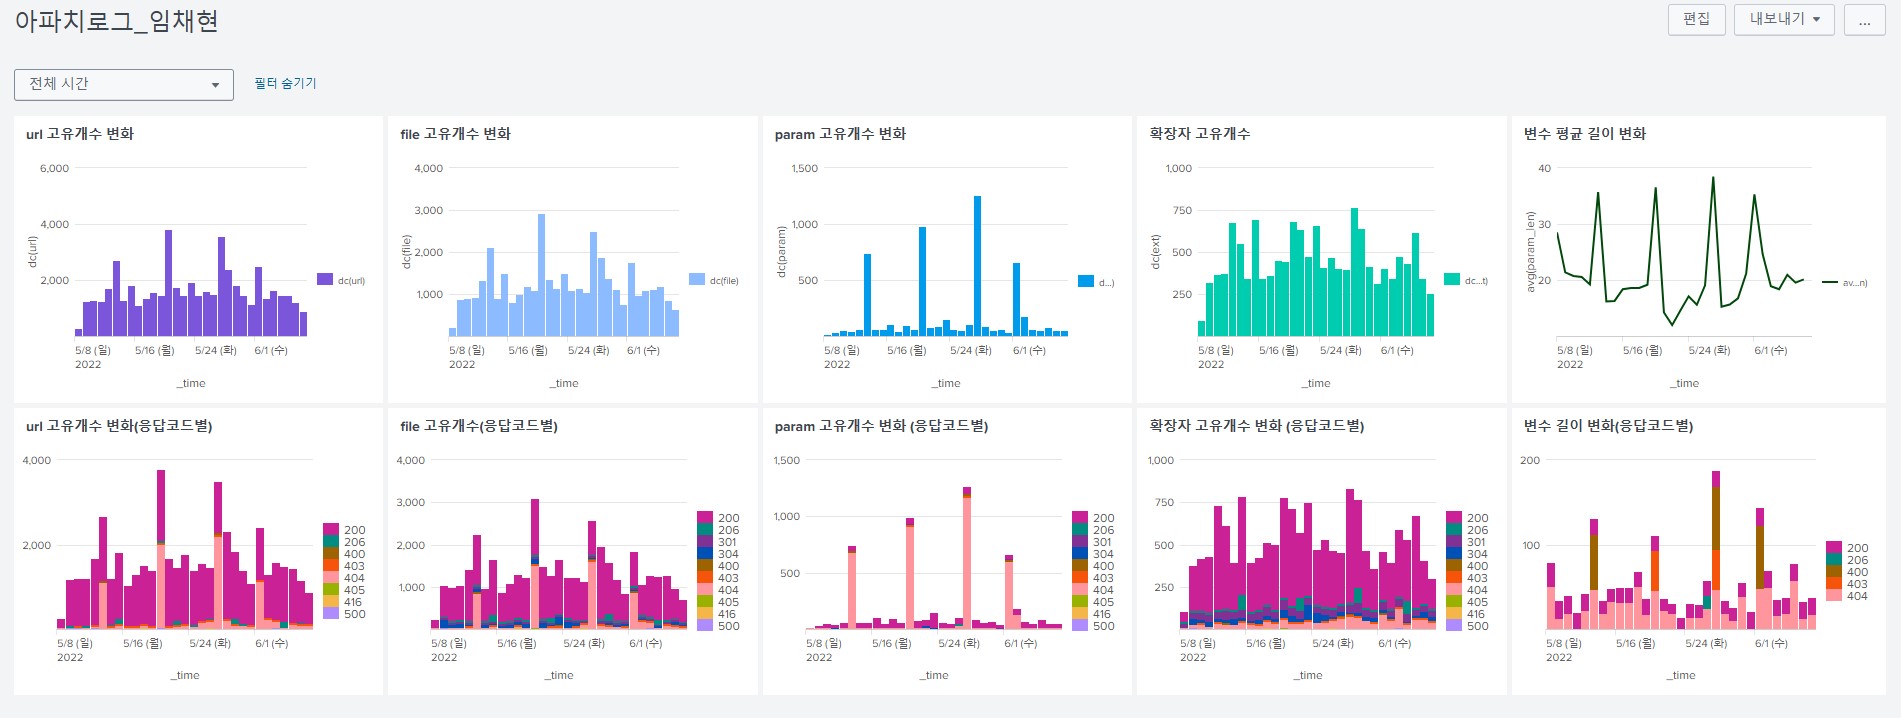 아파치로그_임채현
편집
내보내기
...
전체 시간
필터 숨기기
url 고유개수 변화
6,000
4,000
2,000
dc(url)
5/8 (일)
2022
5/16 (월)
5/24 (화)
6/1 (수)
_time
dc(url)
file 고유개수 변화
4,000
3,000
2,000
1,000
dc(file)
5/8 (일)
2022
5/16 (월)
5/24 (화)
6/1 (수)
_time
dc(file)
param 고유개수 변화
1,500
1,000
500
dc(param)
5/8 (일)
2022
5/16 (월)
5/24 (화)
6/1 (수)
_time
d...)
확장자 고유개수
1,000
750
500
250
dc(ext)
5/8 (일)
2022
5/16 (월)
5/24 (화)
6/1 (수)
_time
dc...t)
변수 평균 길이 변화
40
30
20
avg(param_len)
5/8 (일)
2022
5/16 (월)
5/24 (화)
6/1 (수)
_time
av...n)
url 고유개수 변화(응답코드별)
4,000
2,000
5/8 (일)
2022
5/16 (월)
5/24 (화)
6/1 (수)
_time
200
206
400
403
404
405
416
500
file 고유개수(응답코드별)
4,000
3,000
2,000
1,000
5/8 (일)
2022
5/16 (월)
5/24 (화)
6/1 (수)
_time
200
206
301
304
400
403
404
405
416
500
param 고유개수 변화 (응답코드별)
1,500
1,000
500
5/8 (일)
2022
5/16 (월)
5/24 (화)
6/1 (수)
_time
200
206
301
304
400
403
404
405
416
500
확장자 고유개수 변화 (응답코드별)
1,000
750
500
250
5/8 (일)
2022
5/16 (월)
5/24 (화)
6/1 (수)
_time
200
206
301
304
400
403
404
405
416
500
변수 길이 변화(응답코드별)
200
100
5/8 (일)
2022
5/16 (월)
5/24 (화)
6/1 (수)
_time
200
206
400
403
404